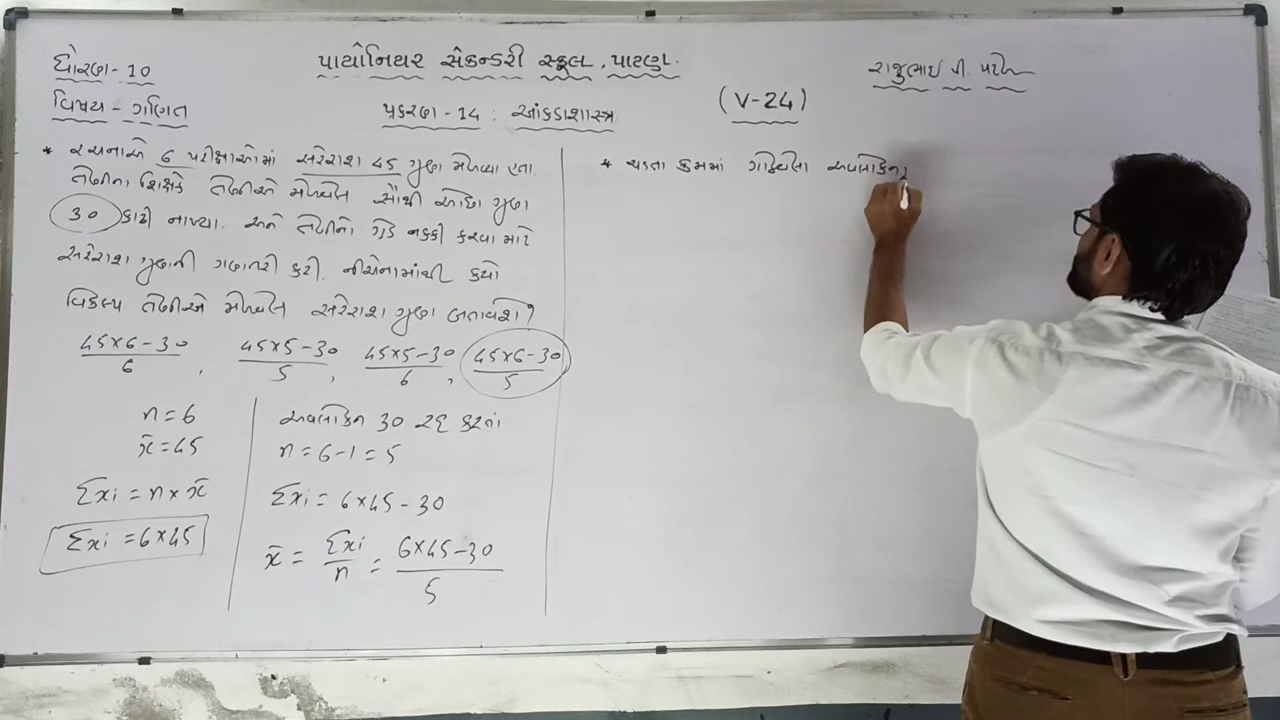 ધોરણ - 10
વિષય - ગણિત
પાયોનિયર સેકન્ડરી સ્કૂલ, પાટણ.
પ્રકરણ - 14 : આંકડાશાસ્ત્ર
(V-24)
રાજુભાઇ વી. પટેલ
* રચનાએ 6 પરીક્ષાઓમાં સરેરાશ 45 ગુણ મેળવ્યા હતા.
તેણીના શિક્ષકે તેણીએ મેળવેલ સૌથી ઓછા ગુણ
30 કાઢી નાખ્યા. અને તેણીનો ગ્રેડ નક્કી કરવા માટે
સરેરાશ ગુણની ગણતરી કરી. નીચેનામાંથી કયો
વિકલ્પ તેણીએ મેળવેલ સરેરાશ ગુણ બતાવશે?
45×6-30/6 , 45×5-30/5 , 45×5-30/6 , 45×6-30/5
n = 6
x̄ = 45
Σxi = n × x̄
Σxi = 6×45
અવલોકન 30 રદ કરતાં
n = 6-1 = 5
Σxi = 6×45-30
x̄ = Σxi/n = 6×45-30/5
* ચડતા ક્રમમાં ગોઠવેલા અવલોકનો